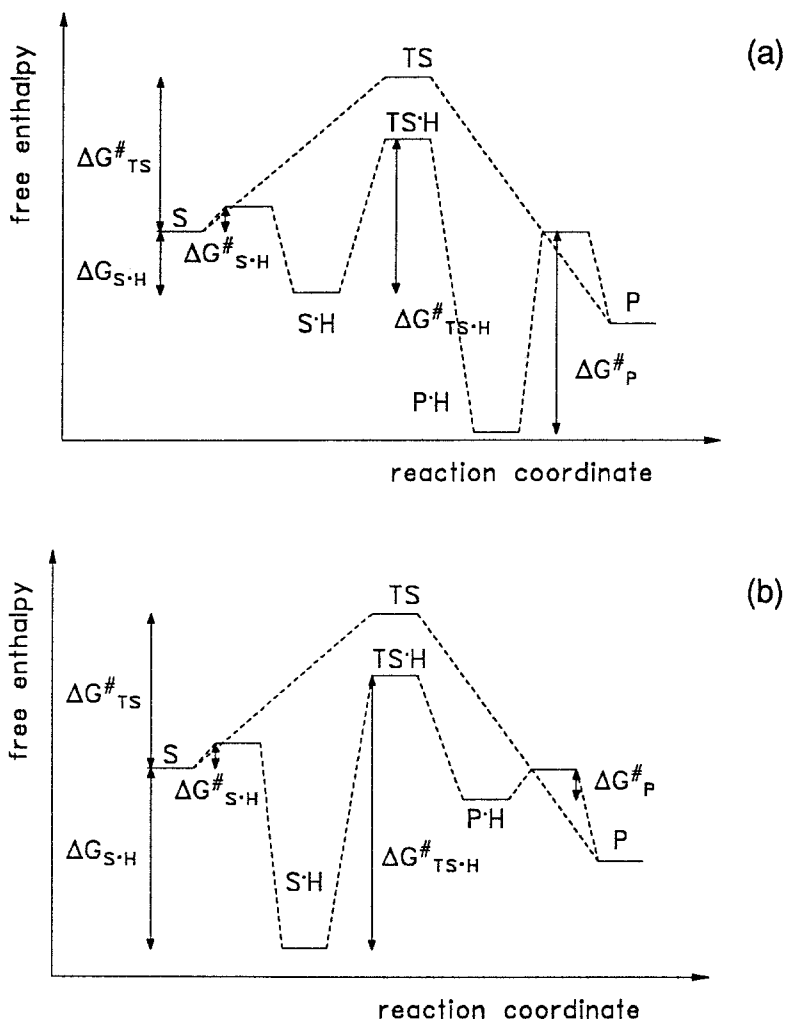 (a)
free enthalpy
TS
TS·H
ΔG#TS
S
ΔG#S·H
ΔGS·H
S·H
ΔG#TS·H
P
ΔG#P
P·H
reaction coordinate
(b)
free enthalpy
TS
TS·H
ΔG#TS
S
ΔG#S·H
ΔG#P
P·H
P
ΔGS·H
S·H
ΔG#TS·H
reaction coordinate